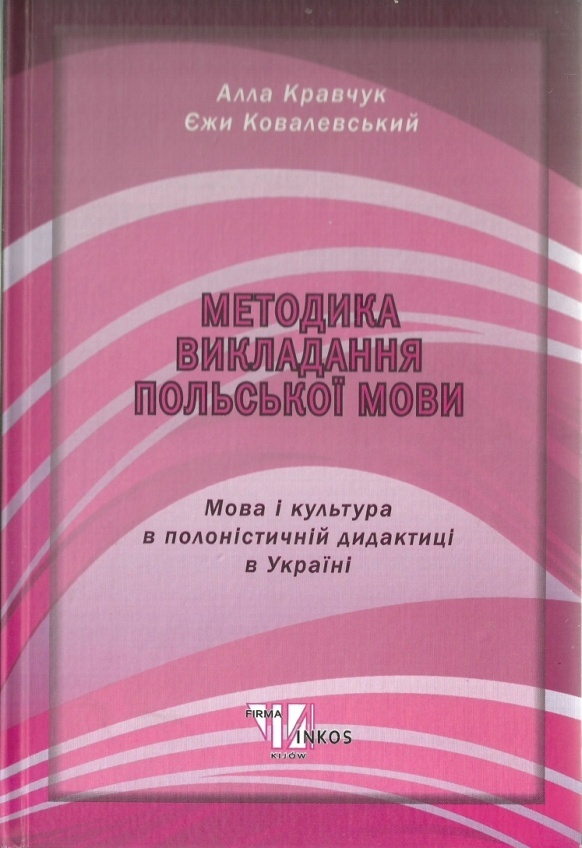 Алла Кравчук
Єжи Ковалевський
МЕТОДИКА
ВИКЛАДАННЯ
ПОЛЬСЬКОЇ МОВИ
Мова і культура
в полоністичній дидактиці
в Україні
FIRMA
INKOS
KIJÓW